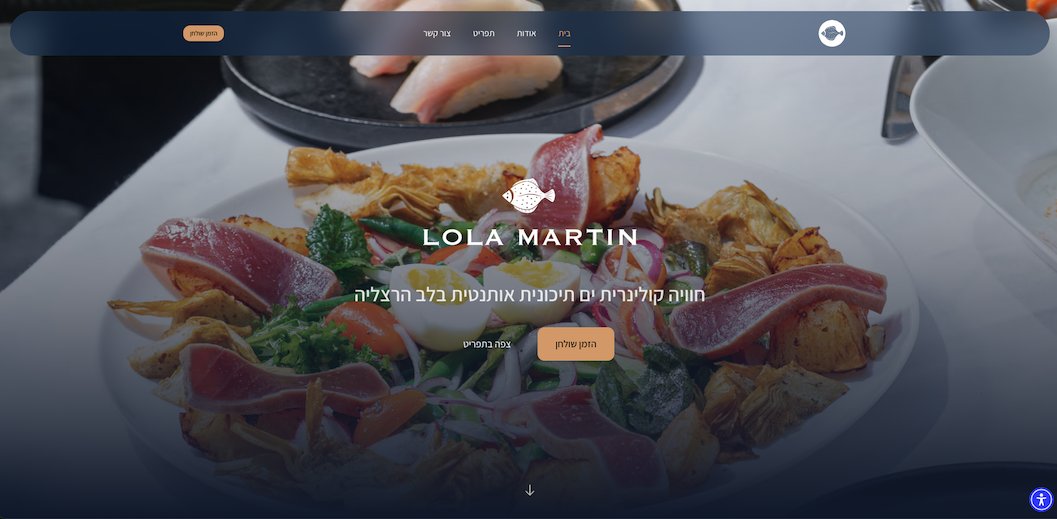 בית
אודות
תפריט
צור קשר
הזמן שולחן
LOLA MARTIN
חוויה קולינרית ים תיכונית אותנטית בלב הרצליה
הזמן שולחן
צפה בתפריט